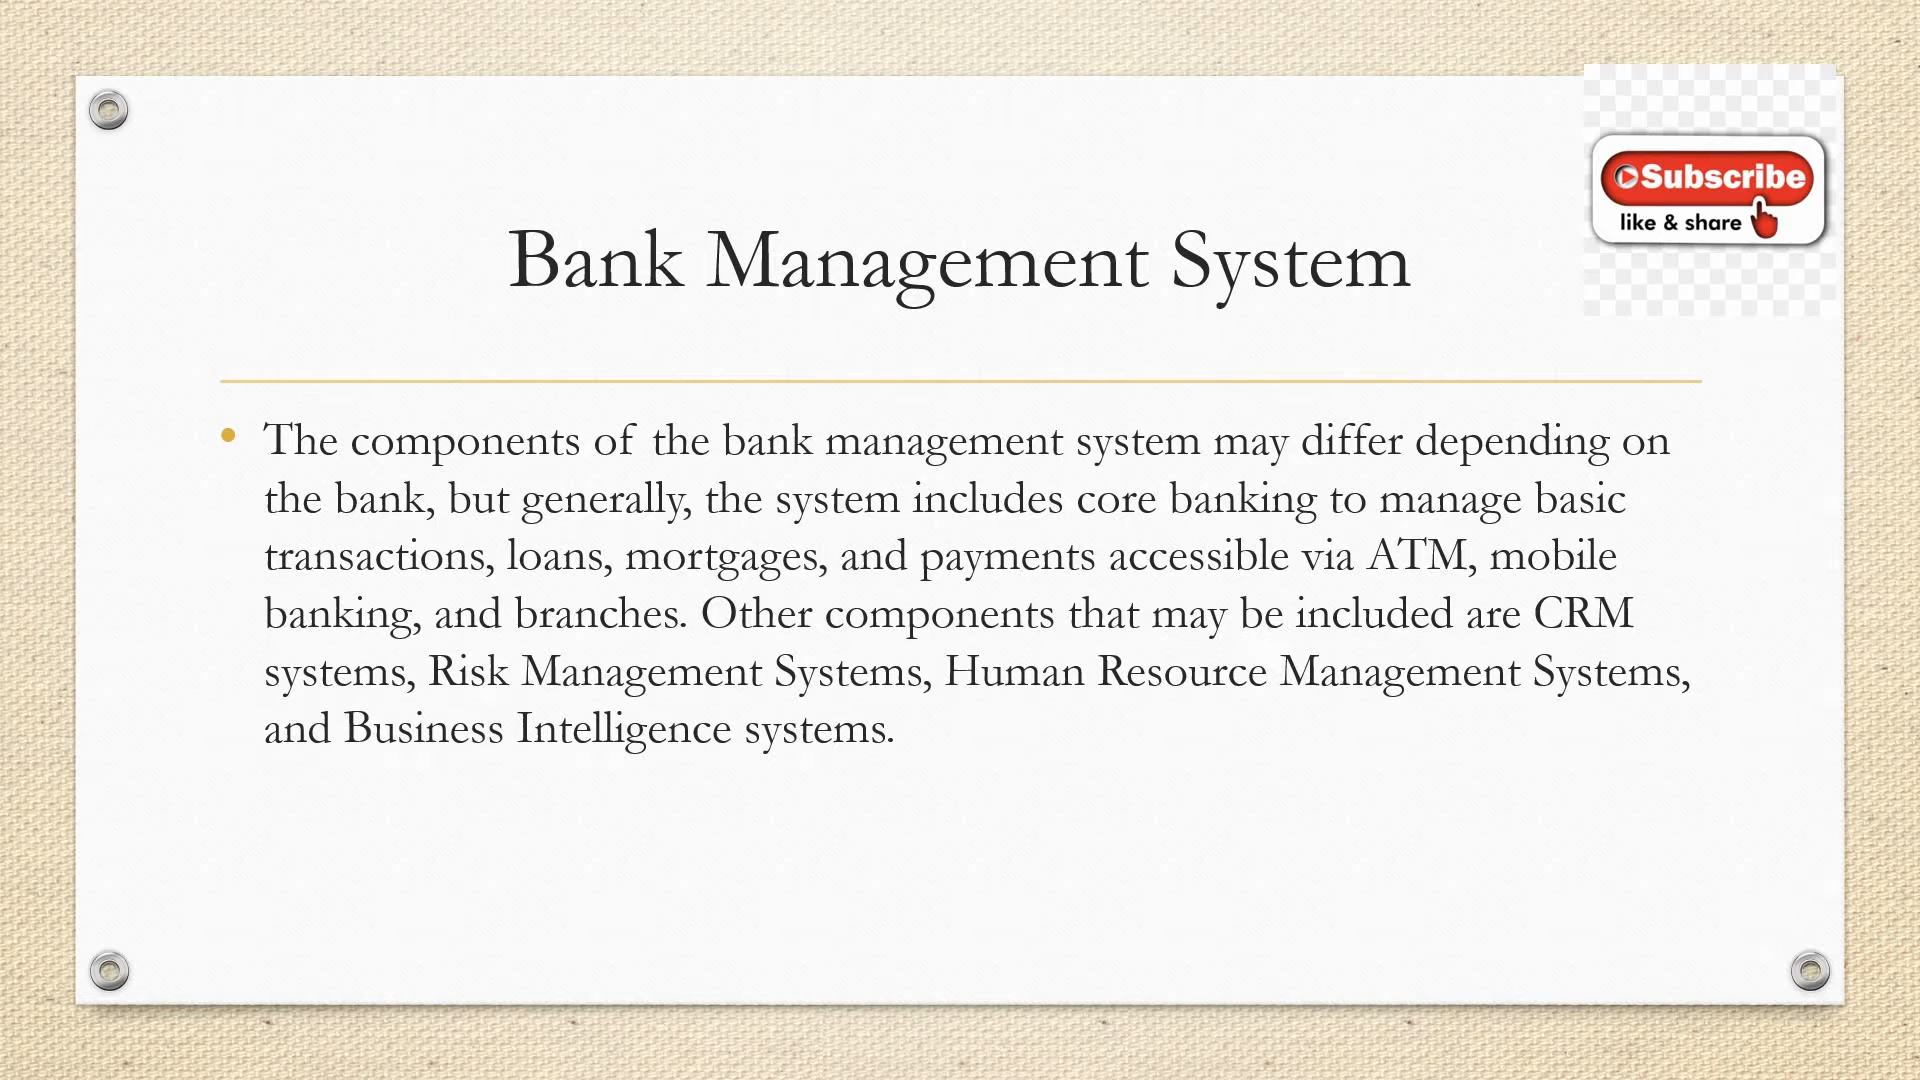 Subscribe
like & share
Bank Management System
The components of the bank management system may differ depending on
the bank, but generally, the system includes core banking to manage basic
transactions, loans, mortgages, and payments accessible via ATM, mobile
banking, and branches. Other components that may be included are CRM
systems, Risk Management Systems, Human Resource Management Systems,
and Business Intelligence systems.